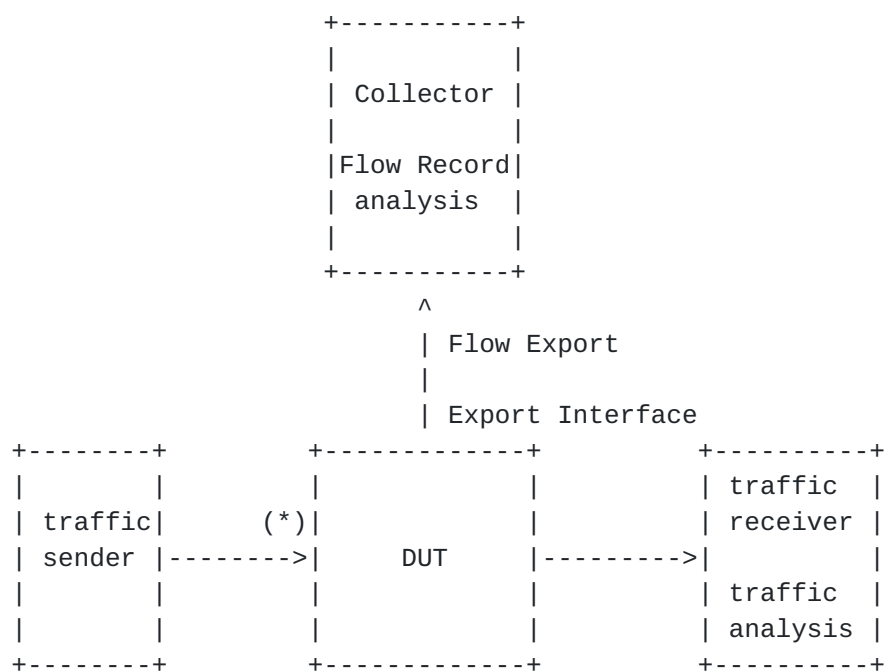 +-----------+
|           |
| Collector |
|           |
|Flow Record|
| analysis  |
|           |
+-----------+
^
| Flow Export
|
| Export Interface
+--------+         +-------------+          +----------+
|        |         |             |          | traffic  |
| traffic|      (*)|             |          | receiver |
| sender |-------->|     DUT     |--------->|          |
|        |         |             |          | traffic  |
|        |         |             |          | analysis |
+--------+         +-------------+          +----------+